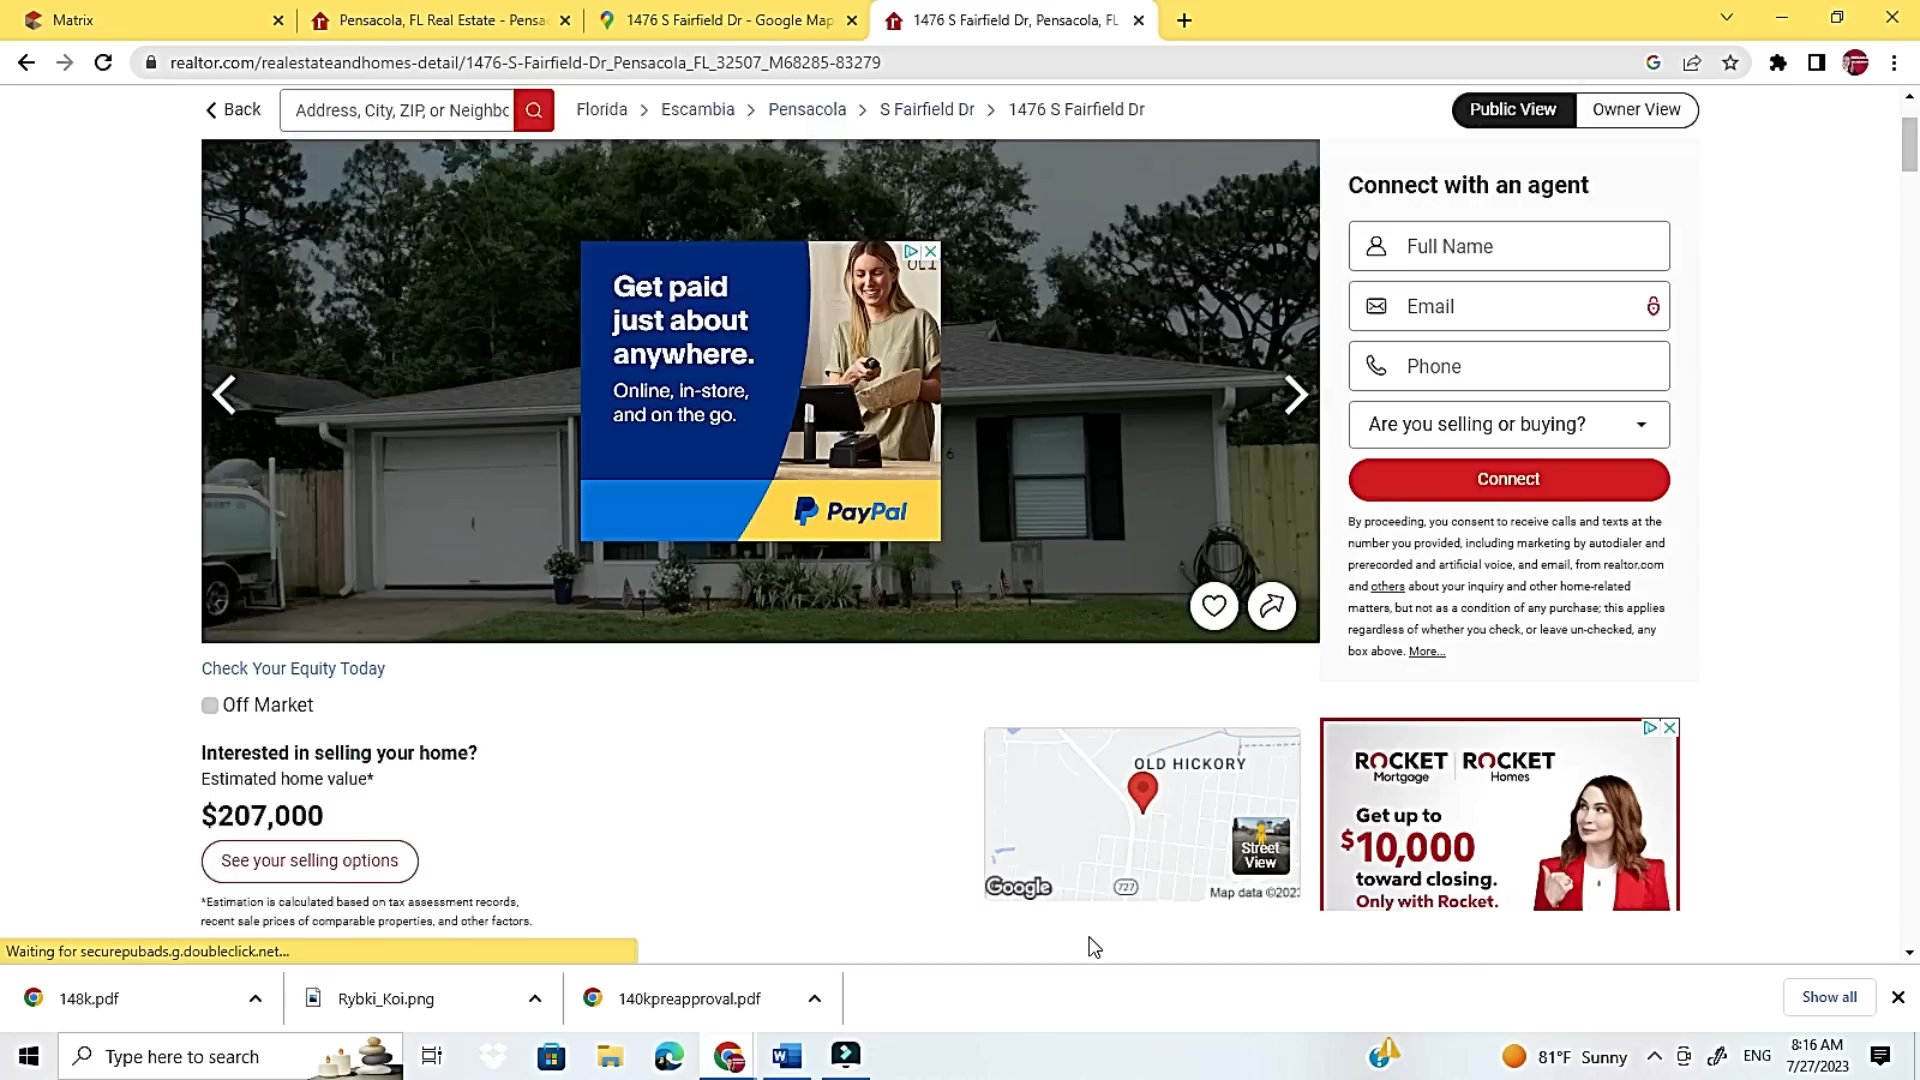 Matrix
Pensacola, FL Real Estate - Pensa
1476 S Fairfield Dr - Google Map
1476 S Fairfield Dr, Pensacola, FL
realtor.com/realestateandhomes-detail/1476-S-Fairfield-Dr_Pensacola_FL_32507_M68285-83279
Back
Address, City, ZIP, or Neighbo
Florida > Escambia > Pensacola > S Fairfield Dr > 1476 S Fairfield Dr
Public View
Owner View
Get paid
just about
anywhere.
Online, in-store,
and on the go.
PayPal
Connect with an agent
Full Name
Email
Phone
Are you selling or buying?
Connect
By proceeding, you consent to receive calls and texts at the
number you provided, including marketing by autodialer and
prerecorded and artificial voice, and email, from realtor.com
and others about your inquiry and other home-related
matters, but not as a condition of any purchase; this applies
regardless of whether you check, or leave un-checked, any
box above. More...
Check Your Equity Today
Off Market
Interested in selling your home?
Estimated home value*
$207,000
See your selling options
*Estimation is calculated based on tax assessment records,
recent sale prices of comparable properties, and other factors.
OLD HICKORY
Street
View
727
Google
Map data ©202
ROCKET Mortgage
ROCKET Homes
Get up to
$10,000
toward closing.
Only with Rocket.
Waiting for securepubads.g.doubleclick.net...
148k.pdf
Rybki_Koi.png
140kpreapproval.pdf
Show all
Type here to search
81°F Sunny
ENG
8:16 AM
7/27/2023